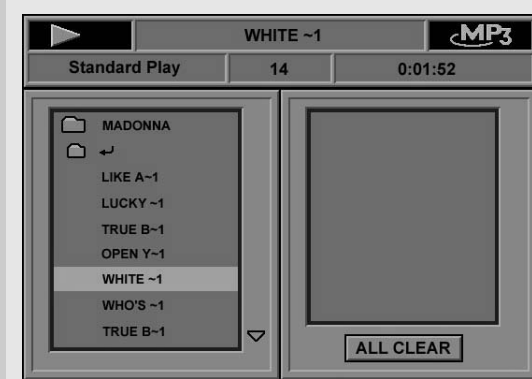 WHITE ~1
MP3
Standard Play 14 0:01:52
MADONNA
LIKE A~1
LUCKY ~1
TRUE B~1
OPEN Y~1
WHITE ~1
WHO'S ~1
TRUE B~1
ALL CLEAR